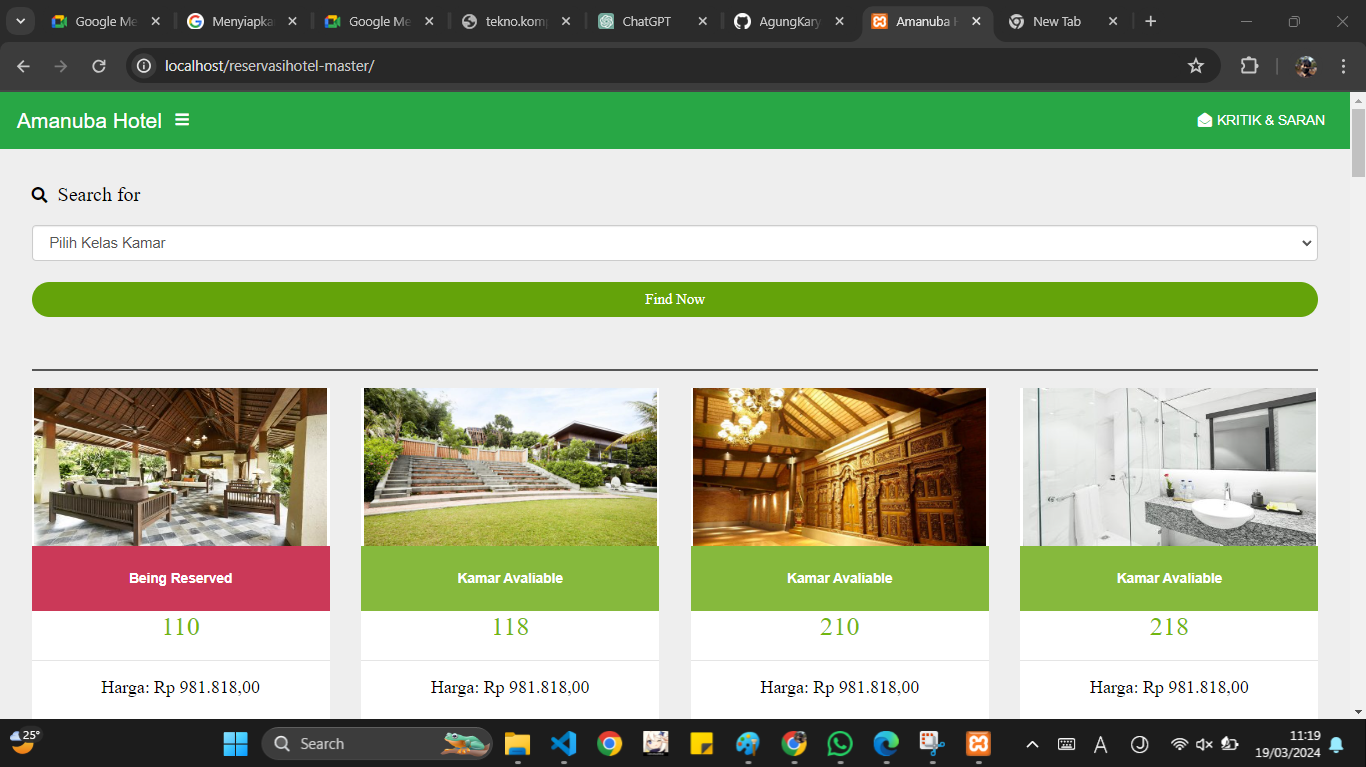 Google Me
Menyiapka
Google Me
tekno.komp
ChatGPT
AgungKary
Amanuba H
New Tab
localhost/reservasihotel-master/
Amanuba Hotel
KRITIK & SARAN
Search for
Pilih Kelas Kamar
Find Now
Being Reserved
Kamar Avaliable
Kamar Avaliable
Kamar Avaliable
110
118
210
218
Harga: Rp 981.818,00
Harga: Rp 981.818,00
Harga: Rp 981.818,00
Harga: Rp 981.818,00
25°
Search
11:19
19/03/2024